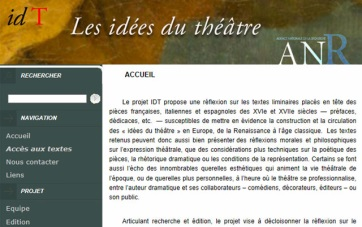 id T
Les idées du théâtre
ANR
RECHERCHER
NAVIGATION
Accueil
Accès aux textes
Nous contacter
Liens
PROJET
Equipe
Edition
ACCUEIL
Le projet IDT propose une réflexion sur les textes liminaires placés en tête des
pièces françaises, italiennes et espagnoles des XVIe et XVIIe siècles — préfaces,
dédicaces, etc. — susceptibles de mettre en évidence la construction et la circulation
des « idées du théâtre » en Europe, de la Renaissance à l'âge classique. Les textes
retenus peuvent donc aussi bien présenter des réflexions morales et philosophiques
sur l'expression théâtrale, que des considérations plus techniques sur la poétique des
pièces, la rhétorique dramatique ou les conditions de la représentation. Certains se font
aussi l'écho des innombrables querelles esthétiques qui animent la vie théâtrale de
l'époque, ou de querelles plus personnelles, à l'heure où le théâtre se professionnalise,
entre l'auteur dramatique et ses collaborateurs – comédiens, décorateurs, éditeurs – ou
son public.
Articulant recherche et édition, le projet vise à décloisonner la réflexion sur le